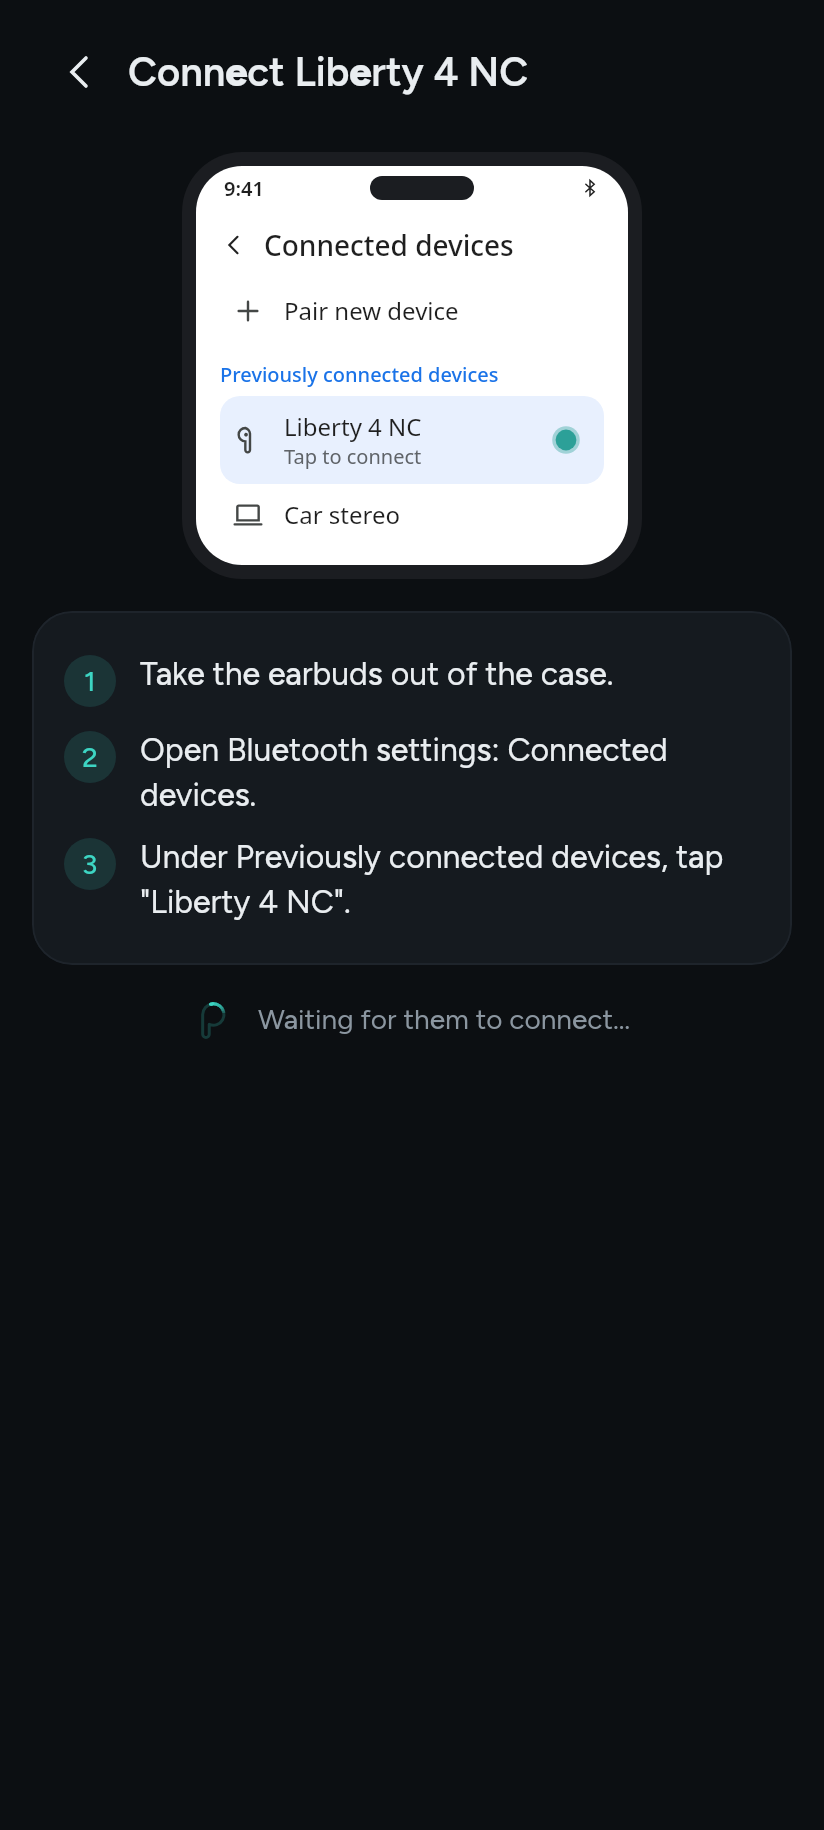 Connect Liberty 4 NC
9:41
Connected devices
Pair new device
Previously connected devices
Liberty 4 NC
Tap to connect
Car stereo
1 Take the earbuds out of the case.
2 Open Bluetooth settings: Connected
devices.
3 Under Previously connected devices, tap
"Liberty 4 NC".
Waiting for them to connect...